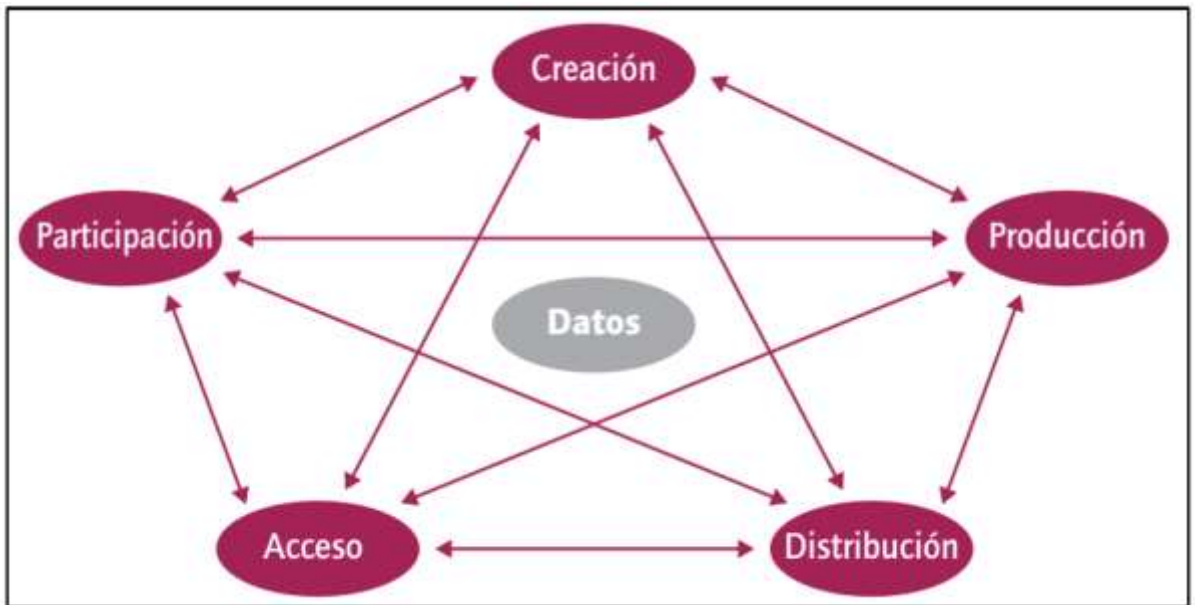 Creación
Participación
Producción
Datos
Acceso
Distribución